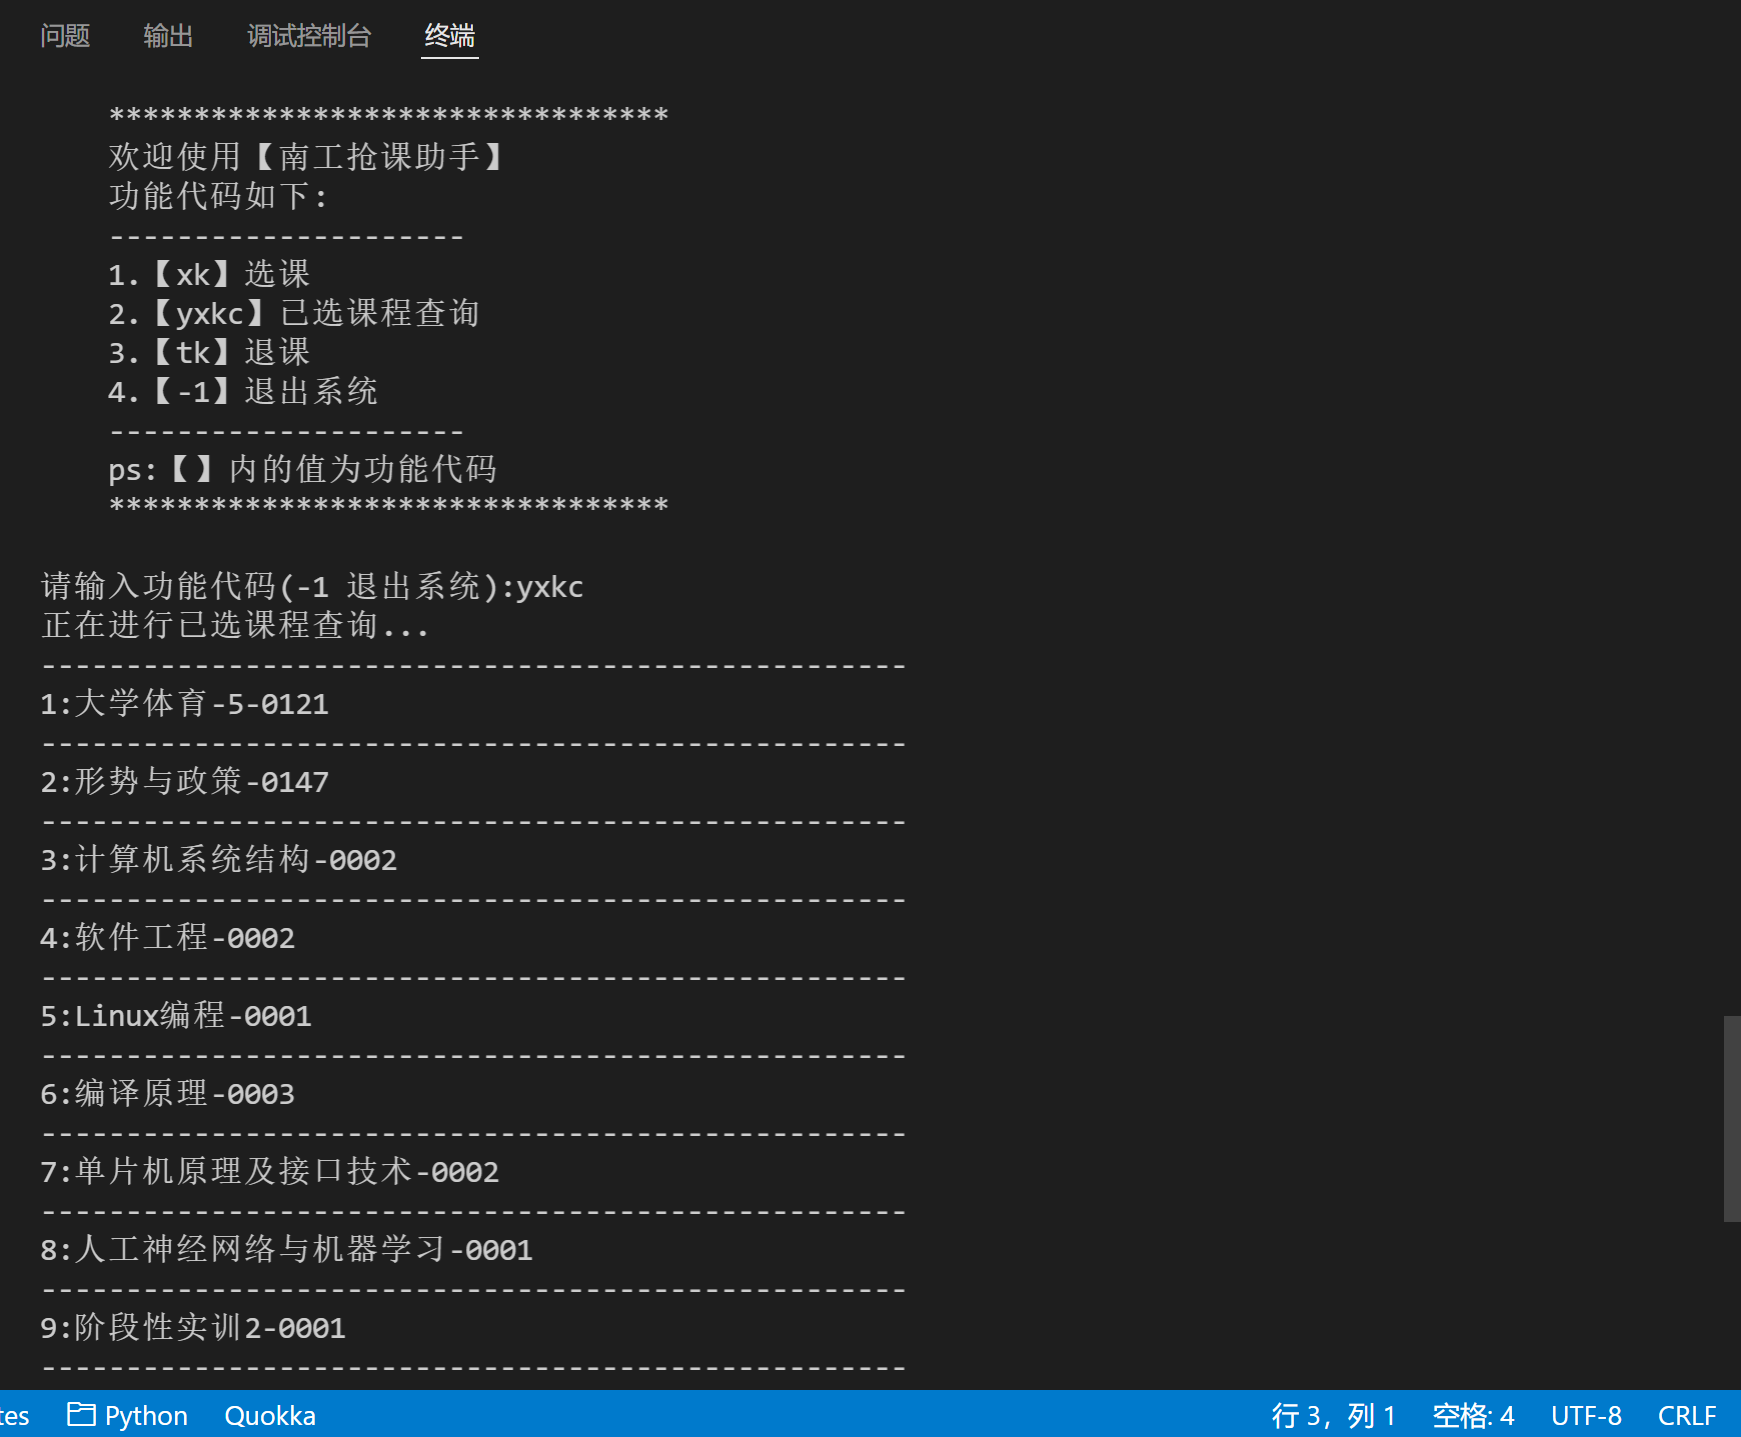 问题 输出 调试控制台 终端
*********************************
欢迎使用【南工抢课助手】
功能代码如下:
---------------------
1.【xk】选课
2.【yxkc】已选课程查询
3.【tk】退课
4.【-1】退出系统
---------------------
ps:【】内的值为功能代码
*********************************
请输入功能代码(-1 退出系统):yxkc
正在进行已选课程查询...
---------------------------------------------------
1:大学体育-5-0121
---------------------------------------------------
2:形势与政策-0147
---------------------------------------------------
3:计算机系统结构-0002
---------------------------------------------------
4:软件工程-0002
---------------------------------------------------
5:Linux编程-0001
---------------------------------------------------
6:编译原理-0003
---------------------------------------------------
7:单片机原理及接口技术-0002
---------------------------------------------------
8:人工神经网络与机器学习-0001
---------------------------------------------------
9:阶段性实训2-0001
---------------------------------------------------
tes Python Quokka 行 3，列 1 空格: 4 UTF-8 CRLF